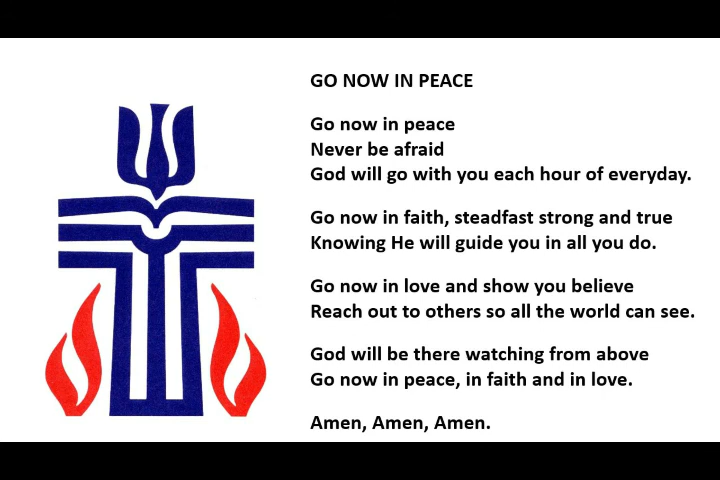 GO NOW IN PEACE
Go now in peace
Never be afraid
God will go with you each hour of everyday.
Go now in faith, steadfast strong and true
Knowing He will guide you in all you do.
Go now in love and show you believe
Reach out to others so all the world can see.
God will be there watching from above
Go now in peace, in faith and in love.
Amen, Amen, Amen.